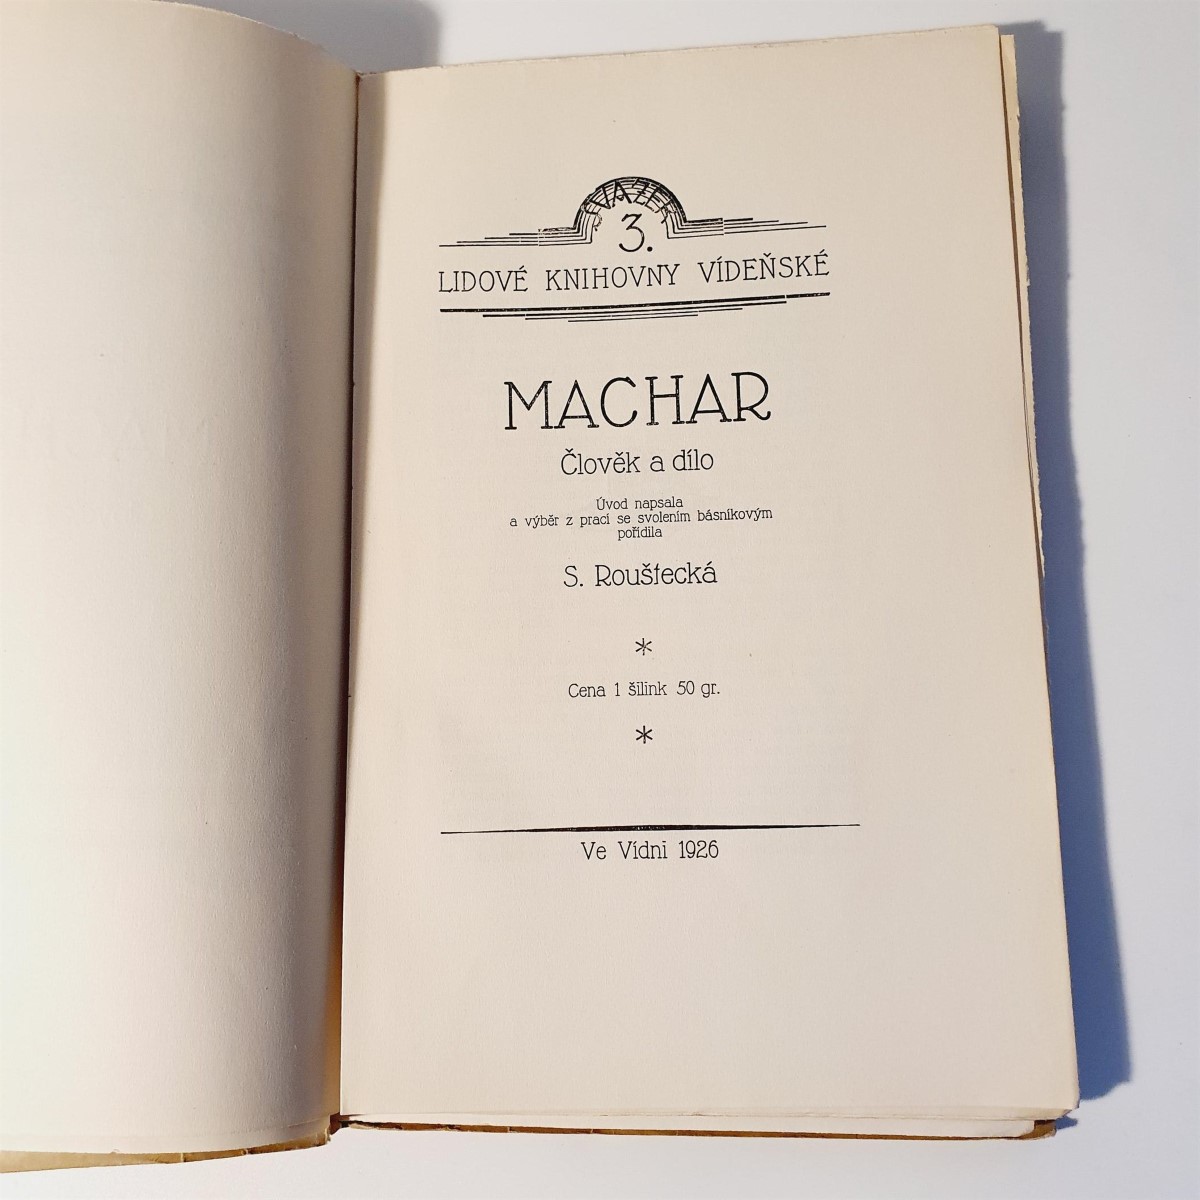 SVAZEK
3.
LIDOVÉ KNIHOVNY VÍDEŇSKÉ
MACHAR
Člověk a dílo
Úvod napsala
a výběr z prací se svolením básníkovým
pořídila
S. Rouštecká
*
Cena 1 šilink 50 gr.
*
Ve Vídni 1926